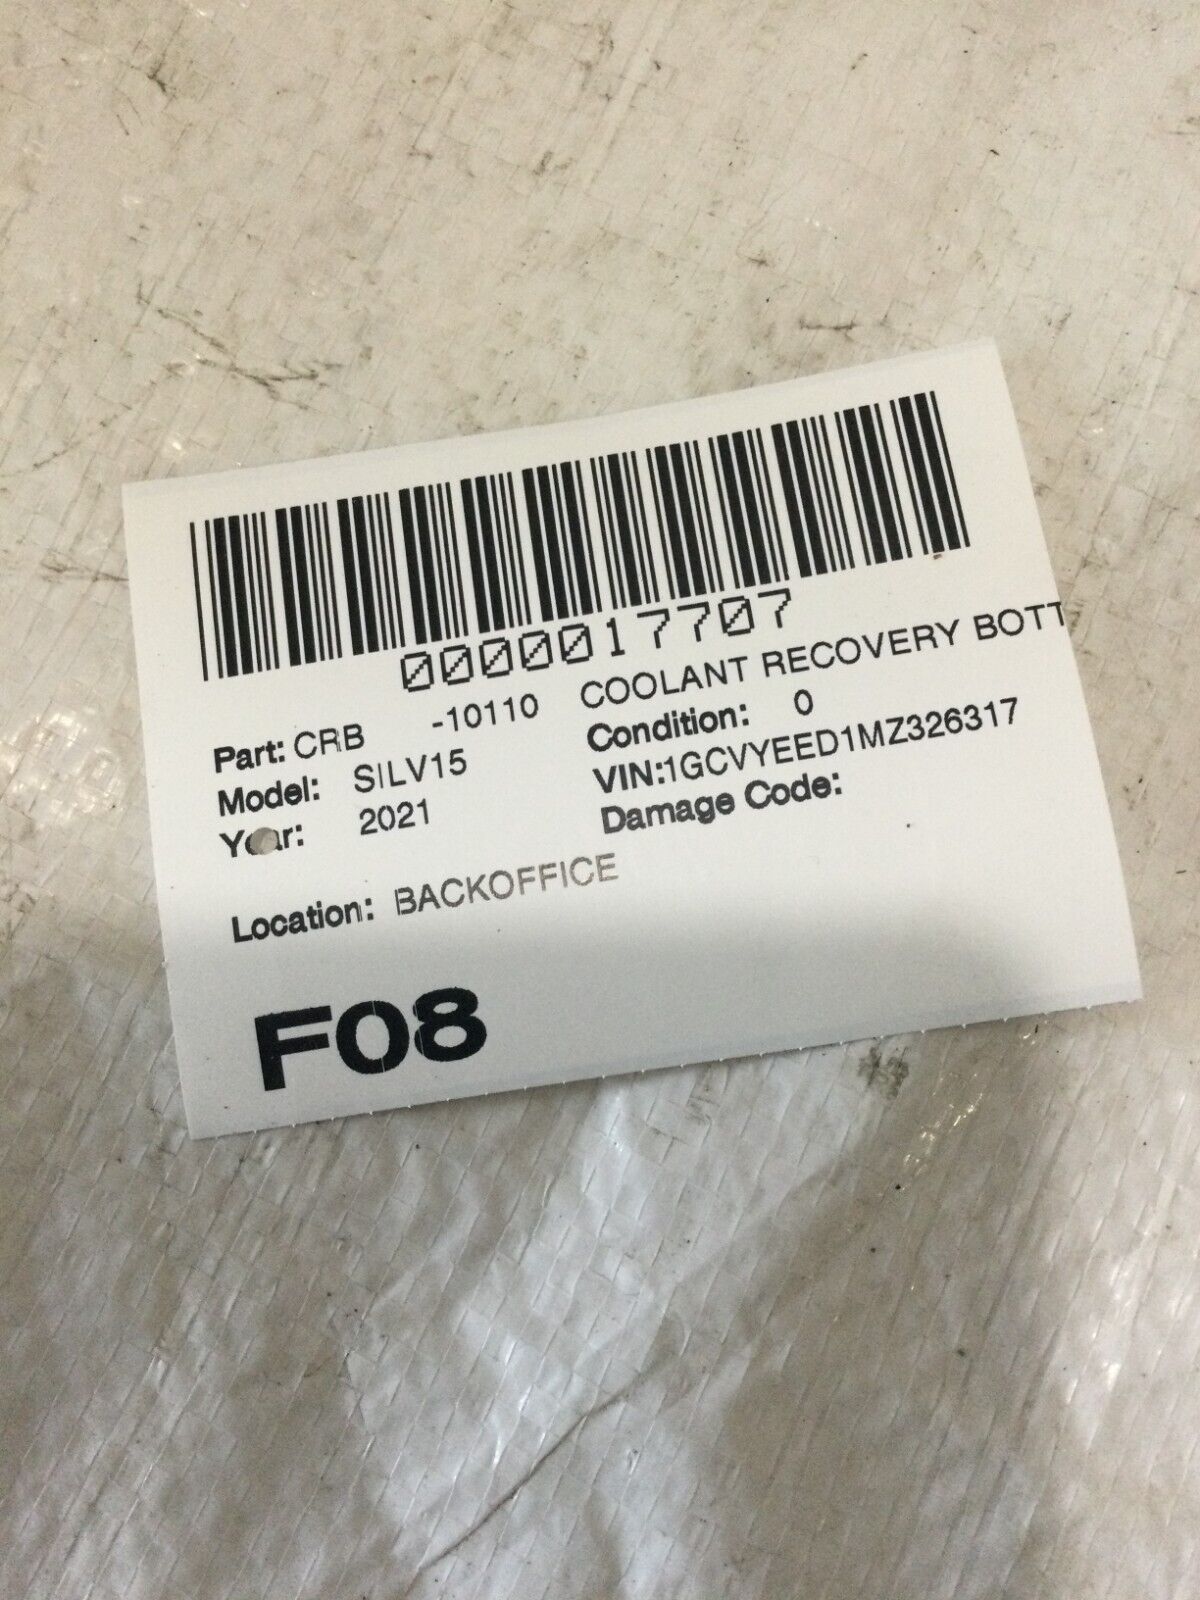 0000017707
Part: CRB -10110 COOLANT RECOVERY BOTT
Model: SILV15 Condition: 0
Year: 2021 VIN:1GCVYEED1MZ326317
Damage Code:
Location: BACKOFFICE
F08